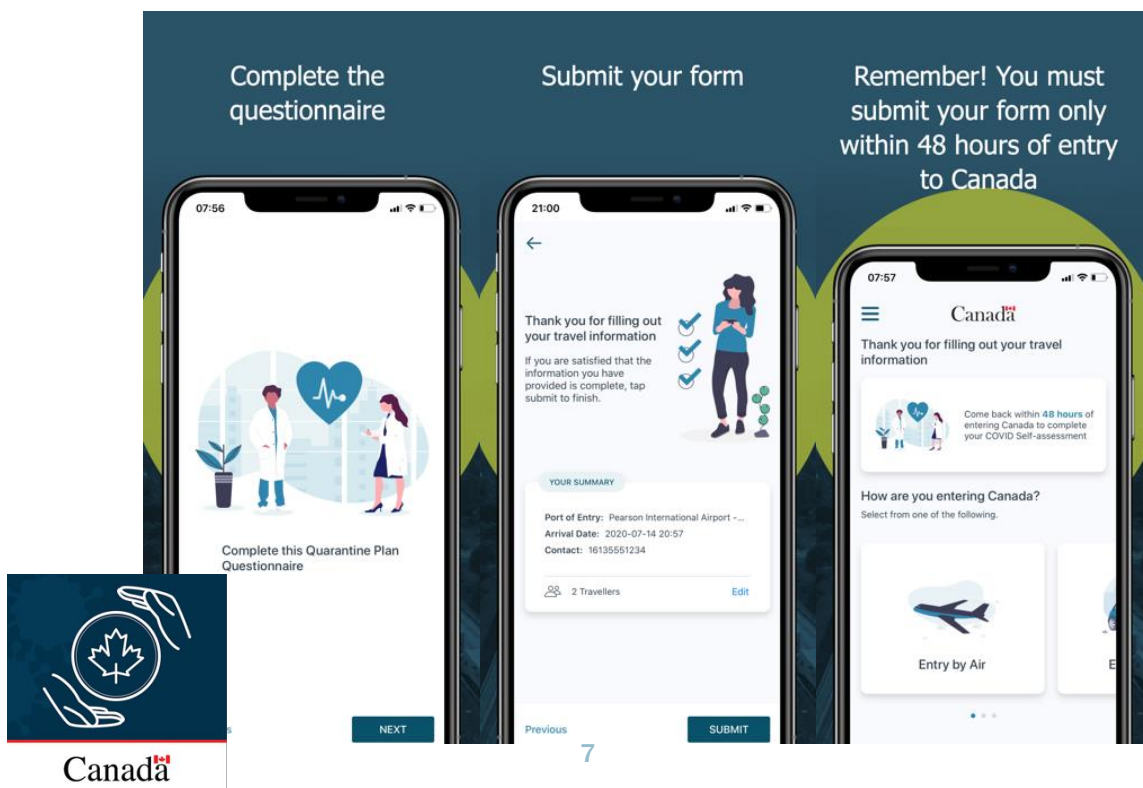 Complete the
questionnaire
07:56
Complete this Quarantine Plan
Questionnaire
NEXT
Submit your form
21:00
Thank you for filling out
your travel information
If you are satisfied that the
information you have
provided is complete, tap
submit to finish.
YOUR SUMMARY
Port of Entry: Pearson International Airport -...
Arrival Date: 2020-07-14 20:57
Contact: 16135551234
2 Travellers Edit
Previous SUBMIT
Remember! You must
submit your form only
within 48 hours of entry
to Canada
07:57
Canada
Thank you for filling out your travel
information
Come back within 48 hours of
entering Canada to complete
your COVID Self-assessment
How are you entering Canada?
Select from one of the following.
Entry by Air
Canada
7